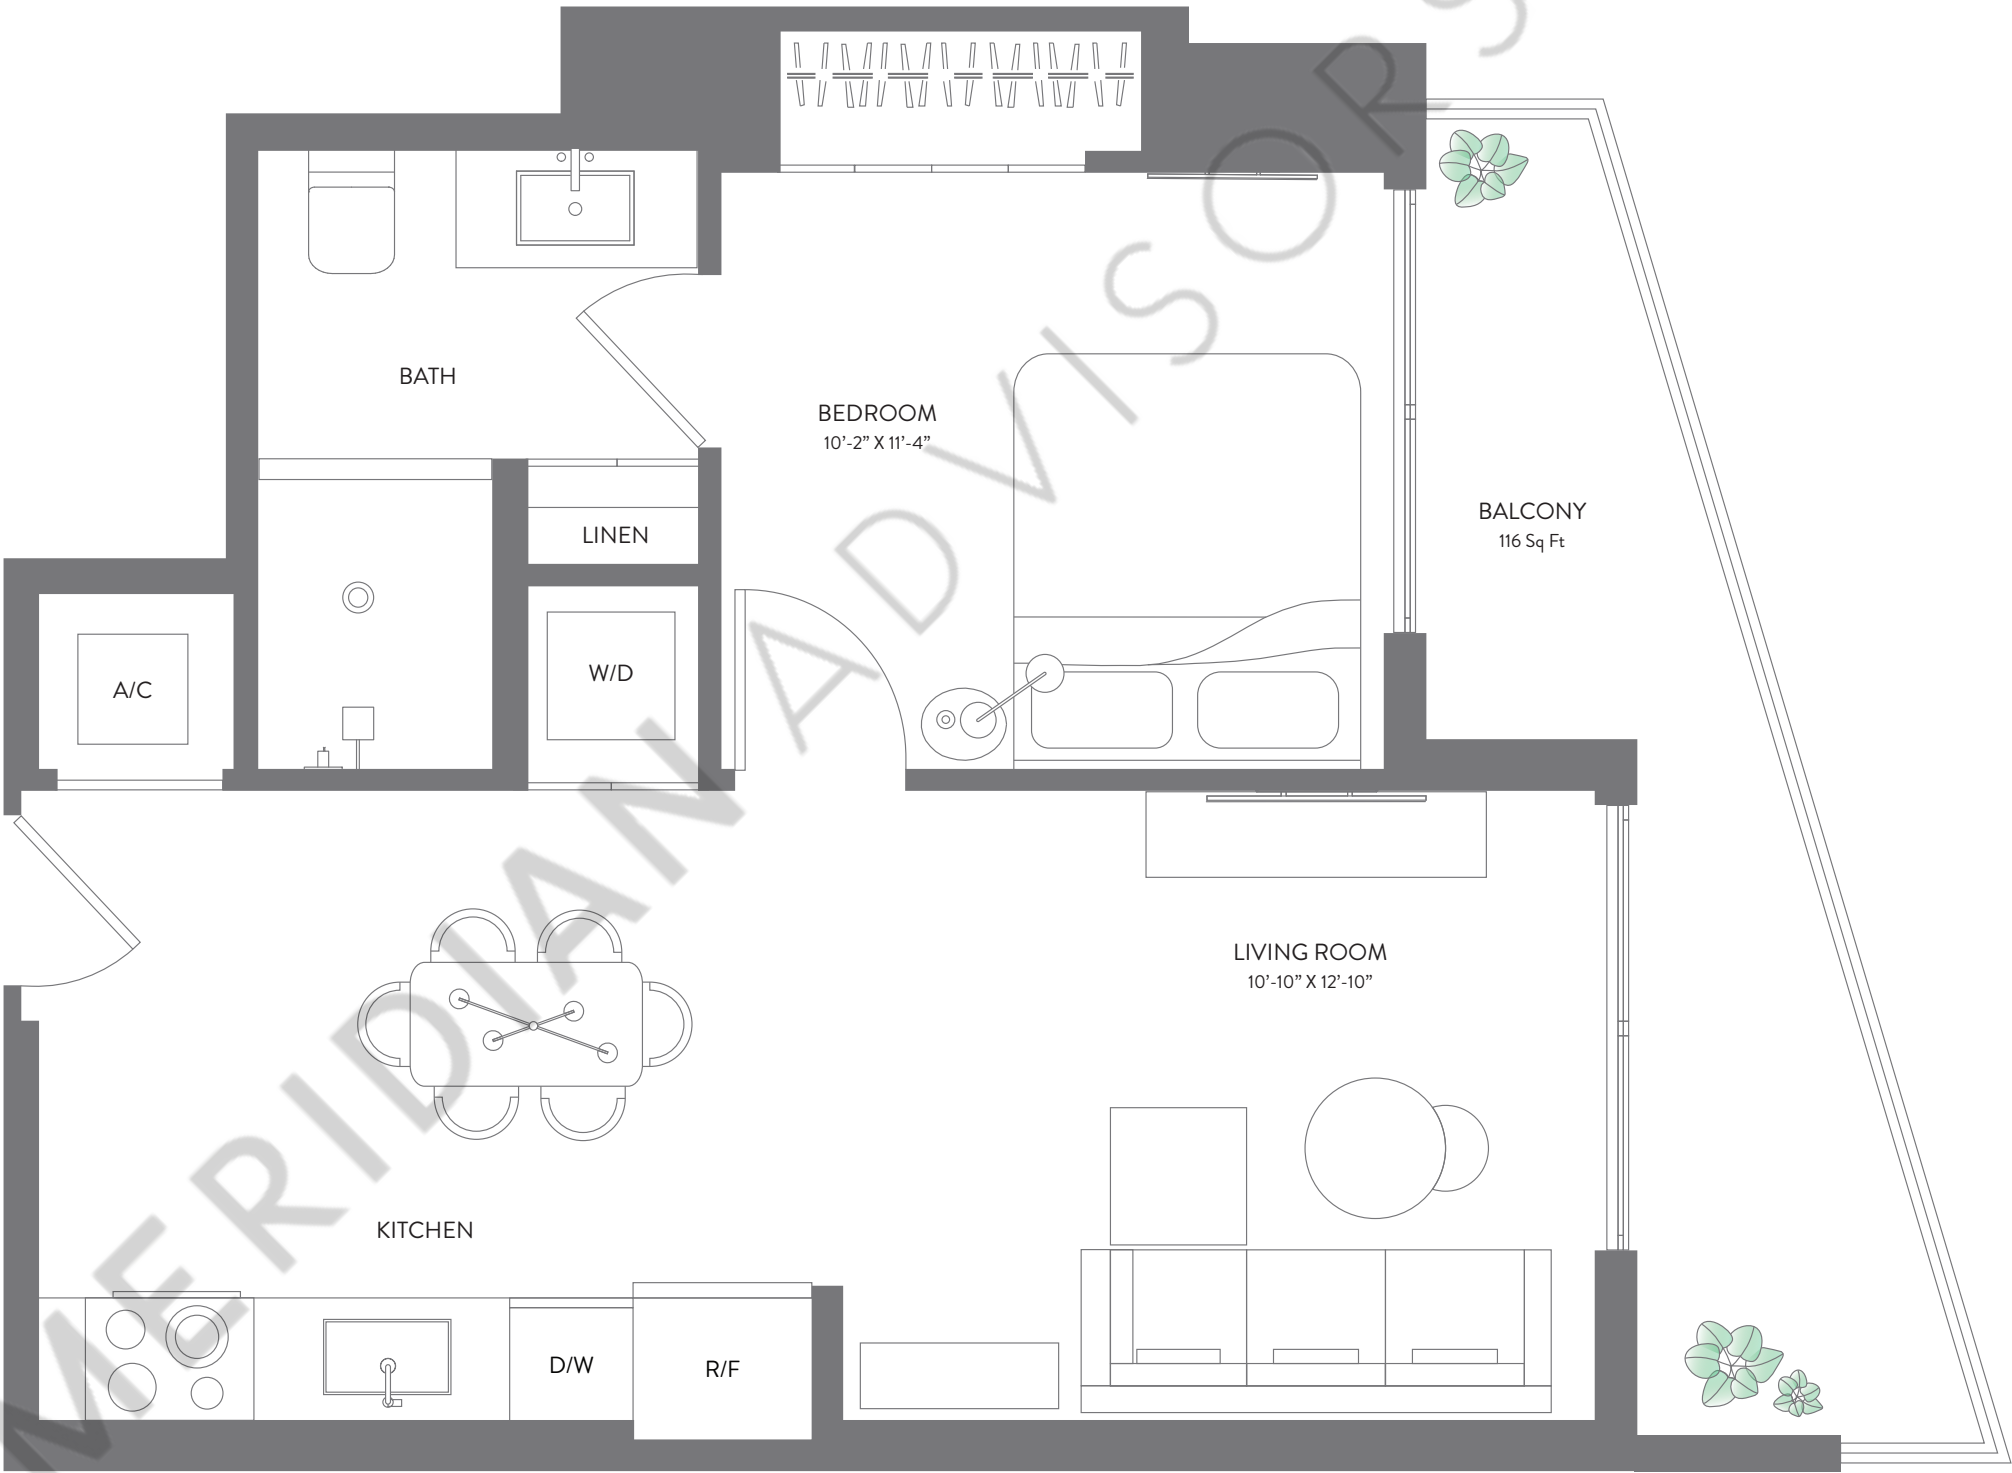 BATH
BEDROOM
10’-2” X 11’-4”
BALCONY
116 Sq Ft
LINEN
W/D
A/C
LIVING ROOM
10’-10” X 12’-10”
KITCHEN
D/W
R/F
MERIDIAN ADVISORS